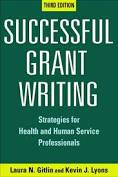 THIRD EDITION
SUCCESSFUL
GRANT
WRITING
Strategies for
Health and Human Service
Professionals
Laura N. Gitlin and Kevin J. Lyons